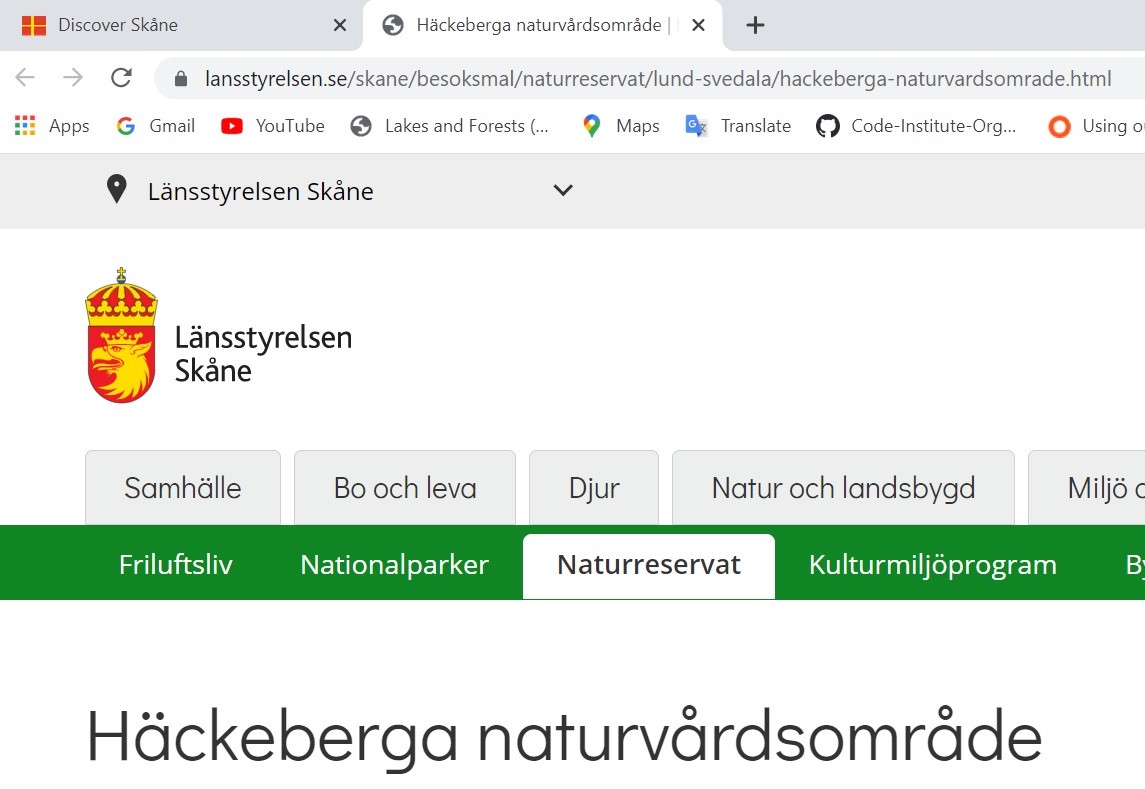 Discover Skåne Häckeberga naturvårdsområde |
lansstyrelsen.se/skane/besoksmal/naturreservat/lund-svedala/hackeberga-naturvardsomrade.html
Apps Gmail YouTube Lakes and Forests (... Maps Translate Code-Institute-Org... Using
Länsstyrelsen Skåne
Länsstyrelsen
Skåne
Samhälle Bo och leva Djur Natur och landsbygd Miljö
Friluftsliv Nationalparker Naturreservat Kulturmiljöprogram
Häckeberga naturvårdsområde